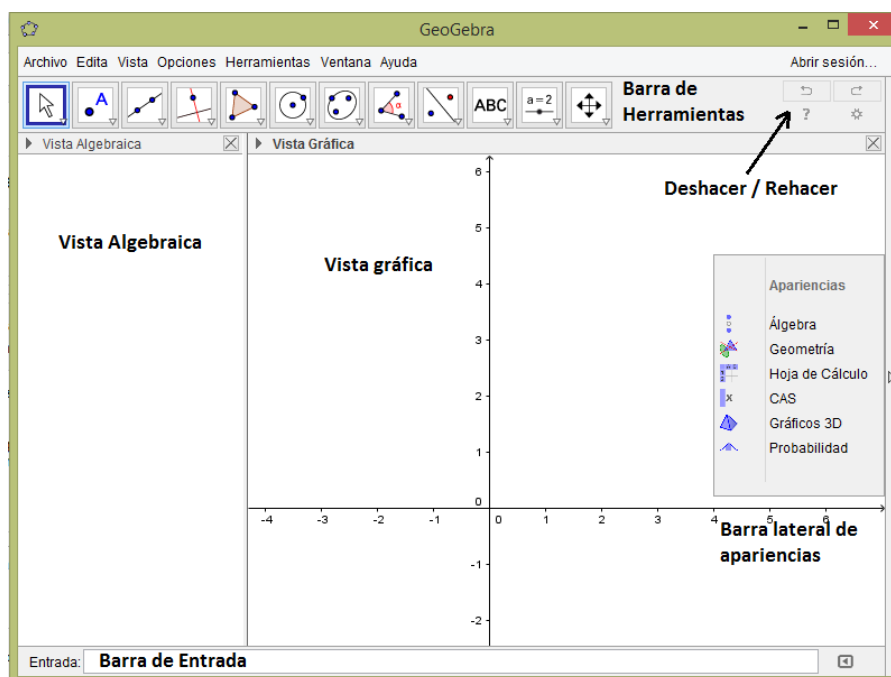 GeoGebra
Archivo Edita Vista Opciones Herramientas Ventana Ayuda
Abrir sesión...
A
α
ABC
a=2
Barra de
Herramientas
?
Vista Algebraica
Vista Gráfica
Deshacer / Rehacer
Vista Algebraica
Vista gráfica
Apariencias
Álgebra
Geometría
Hoja de Cálculo
x CAS
Gráficos 3D
Probabilidad
6
5
4
3
2
1
0
-4 -3 -2 -1 0 1 2 3 4 5 6
-1
-2
Barra lateral de
apariencias
Entrada: Barra de Entrada